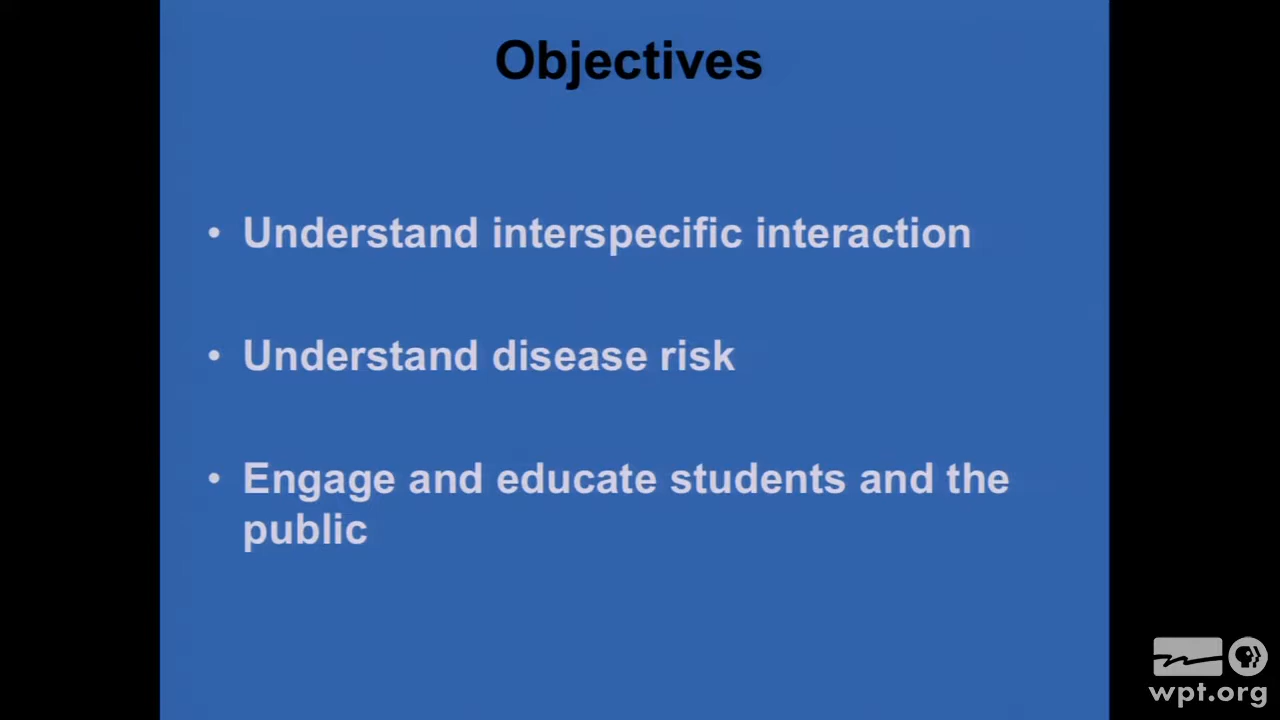 Objectives
• Understand interspecific interaction
• Understand disease risk
• Engage and educate students and the
public
wpt.org